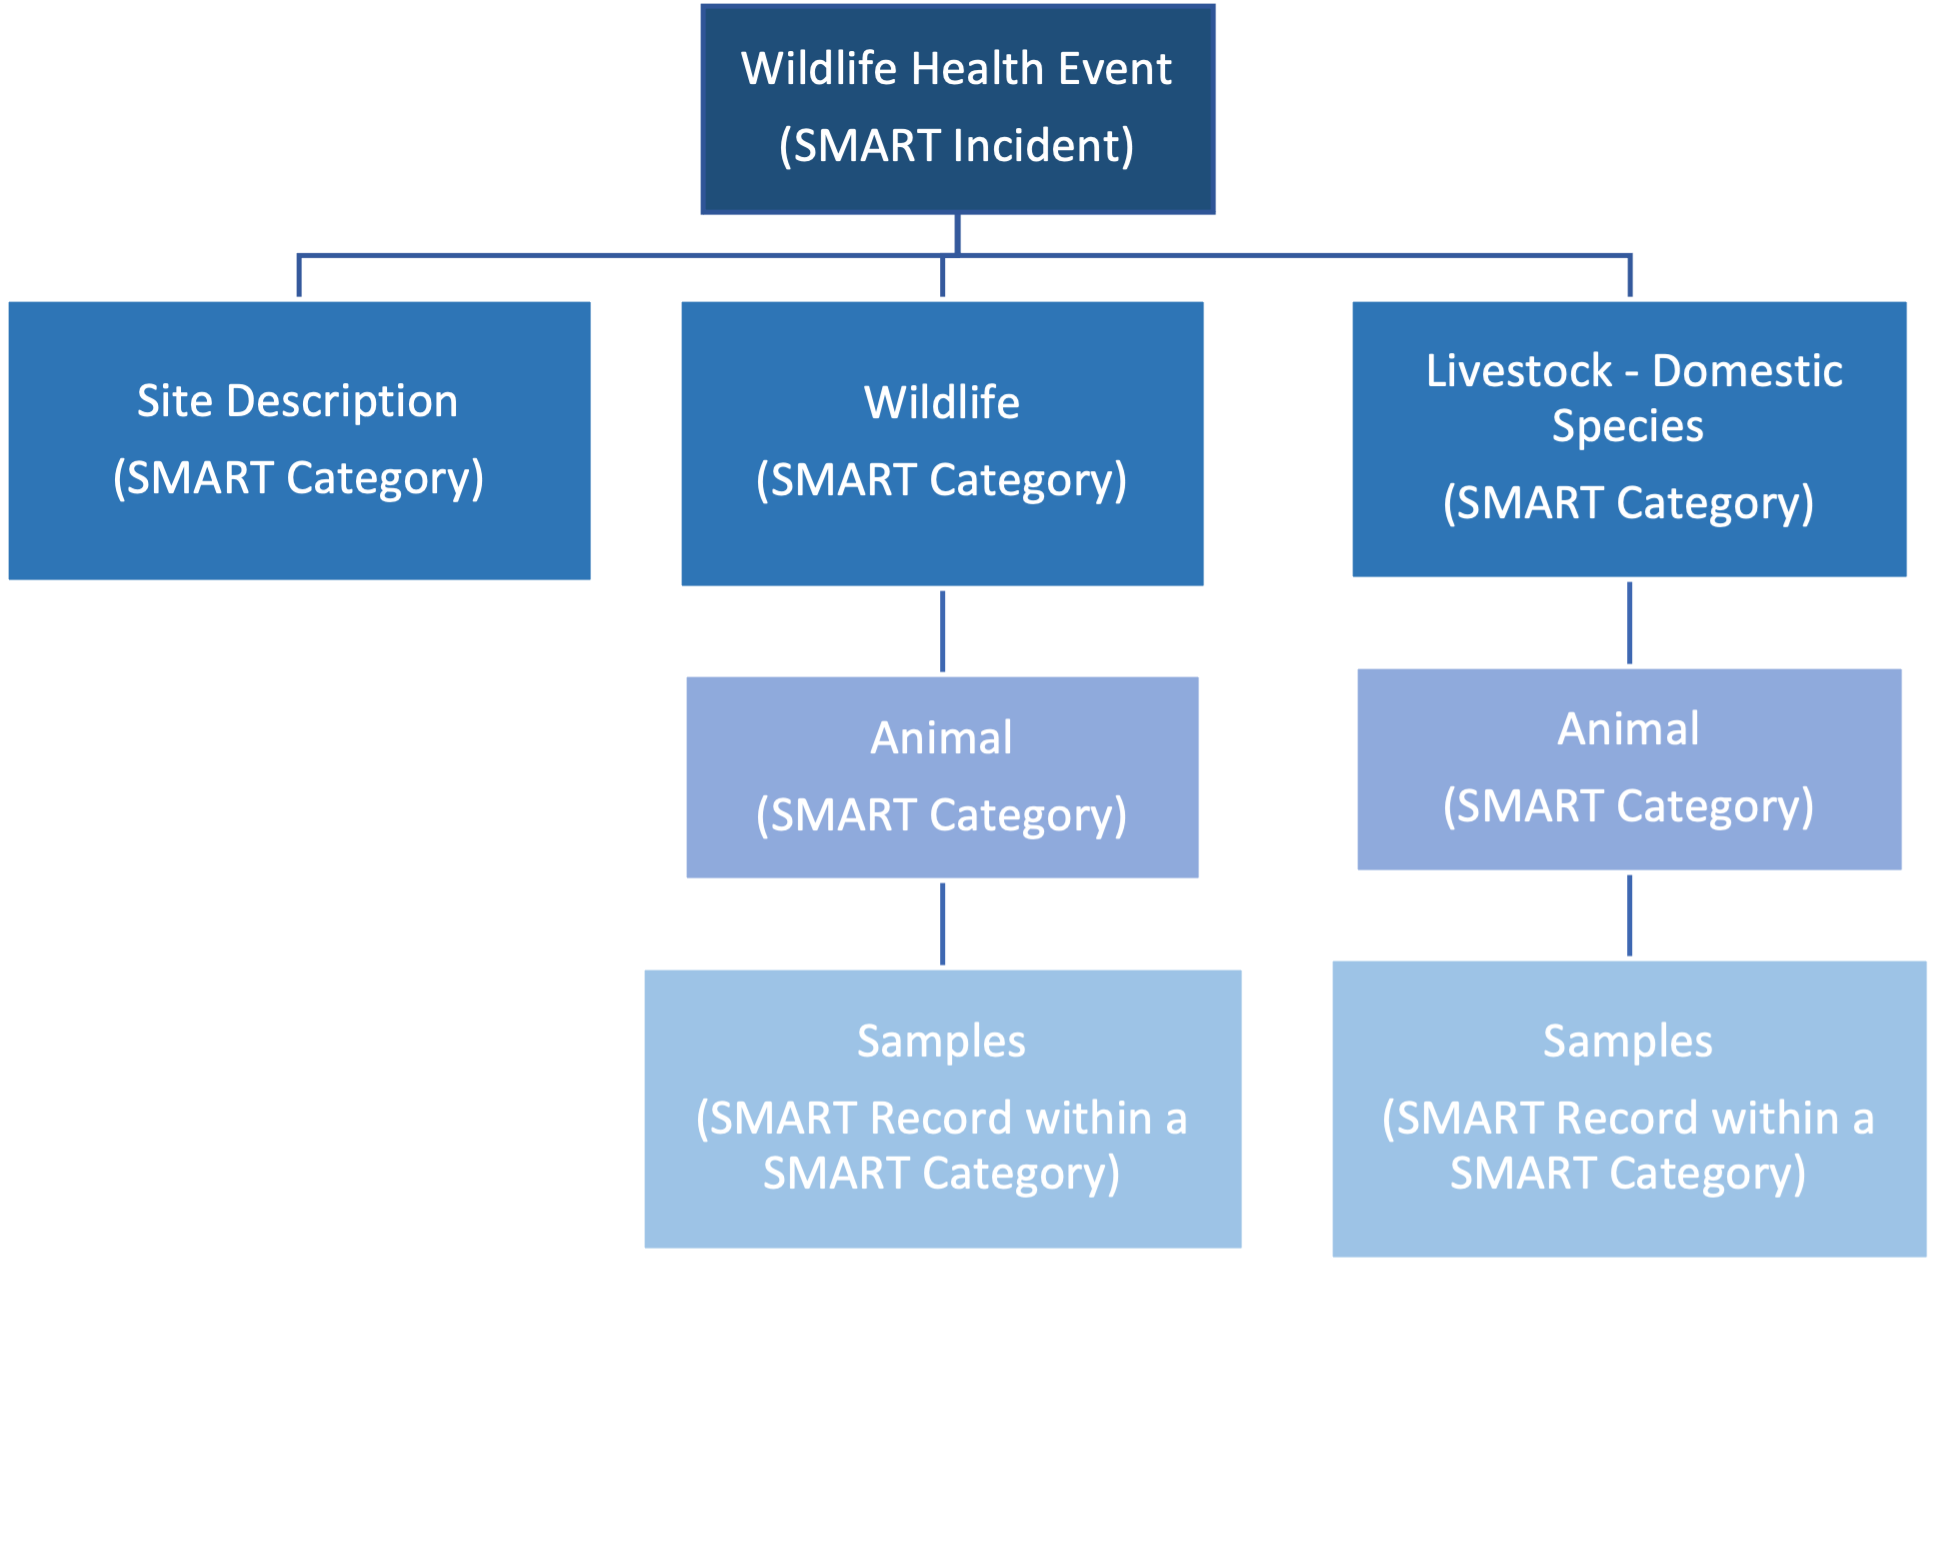 Wildlife Health Event
(SMART Incident)
Site Description
(SMART Category)
Wildlife
(SMART Category)
Livestock - Domestic
Species
(SMART Category)
Animal
(SMART Category)
Animal
(SMART Category)
Samples
(SMART Record within a
SMART Category)
Samples
(SMART Record within a
SMART Category)